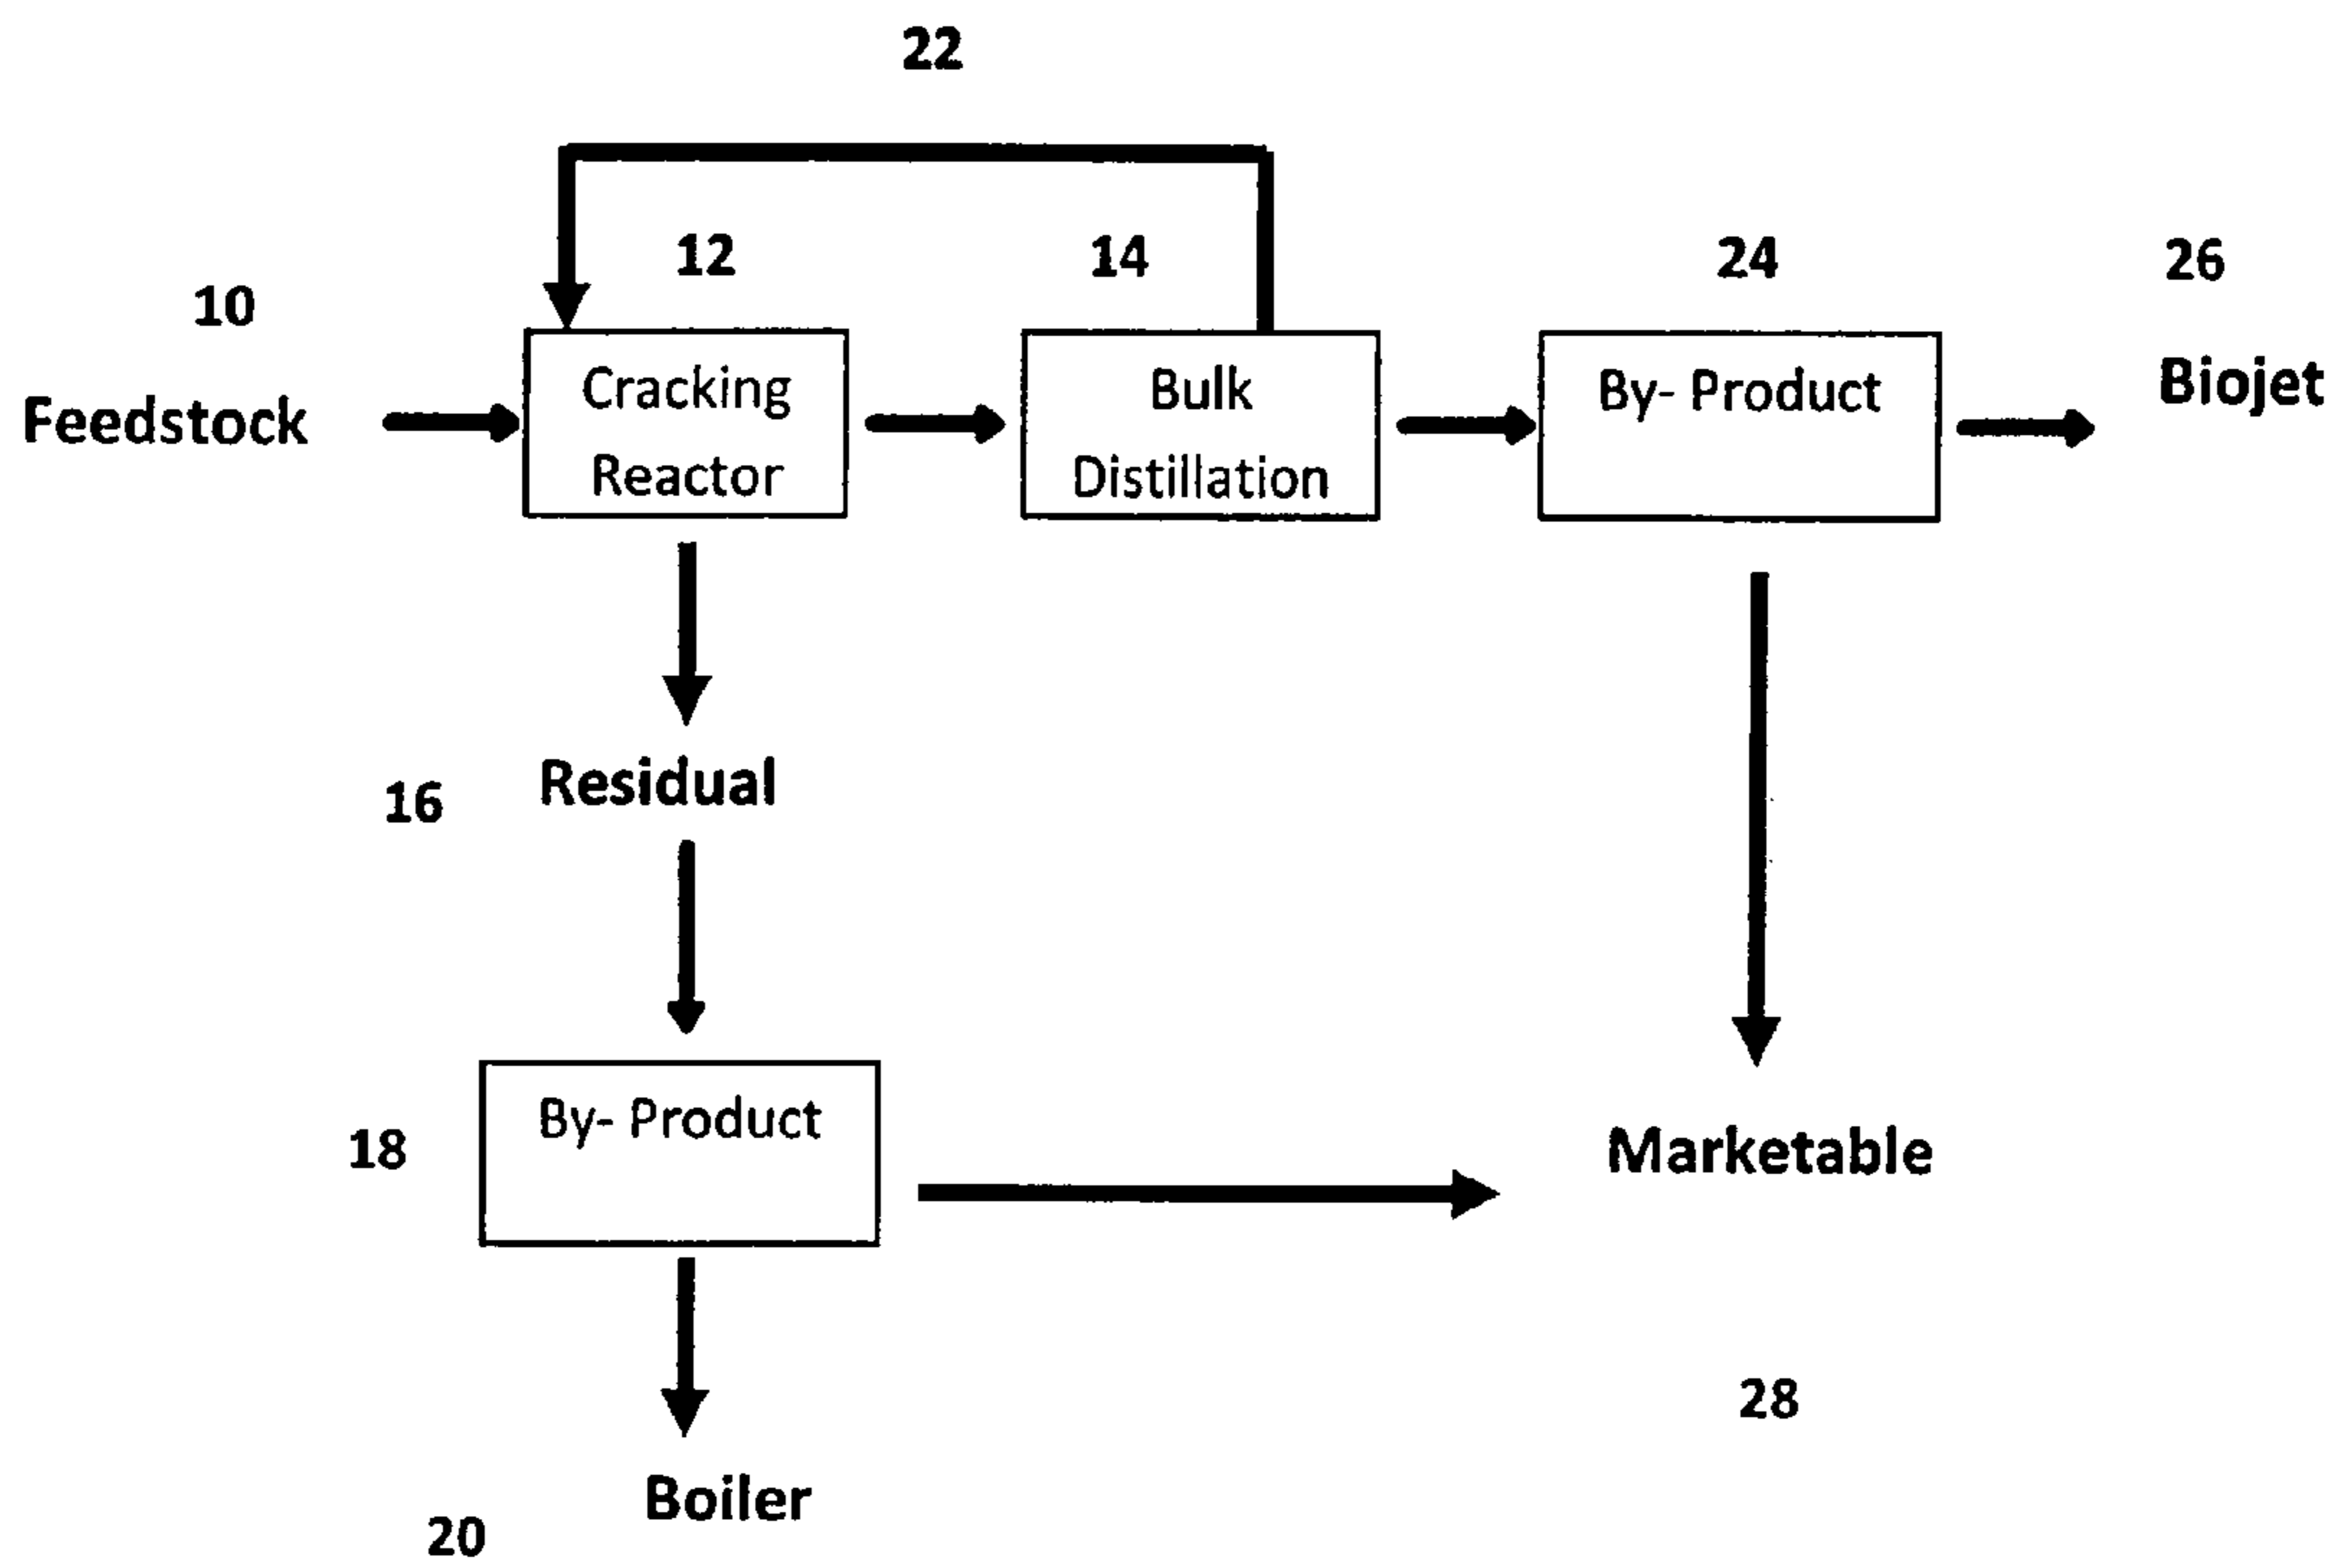 22
12
14
24
26
10
Feedstock
Cracking
Reactor
Bulk
Distillation
By- Product
Biojet
16
Residual
18
By- Product
Marketable
28
Boiler
20